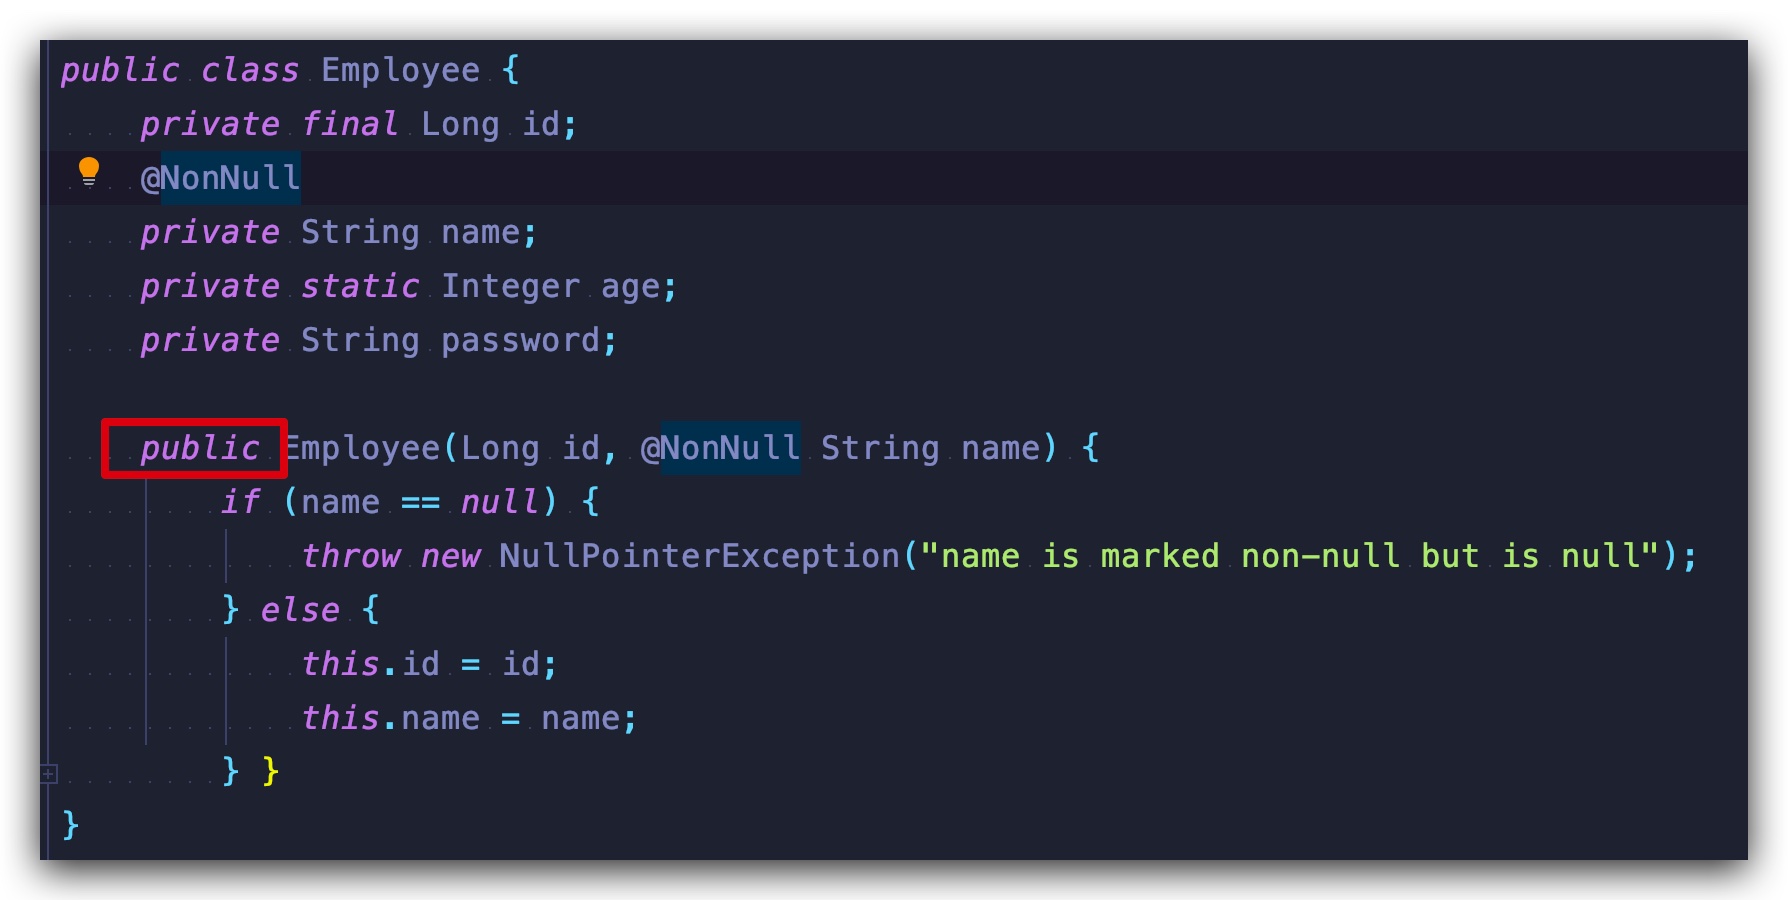 public class Employee {
    private final Long id;
    @NonNull
    private String name;
    private static Integer age;
    private String password;
    public Employee(Long id, @NonNull String name) {
        if (name == null) {
            throw new NullPointerException("name is marked non-null but is null");
        } else {
            this.id = id;
            this.name = name;
        } }
}